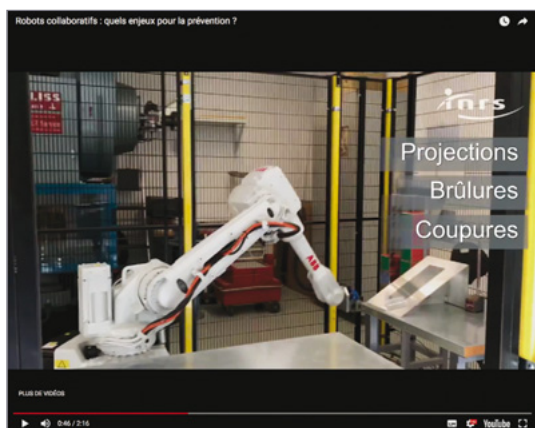 Robots collaboratifs : quels enjeux pour la prévention ?
inrs
Projections
Brûlures
Coupures
ABB
PLUS DE VIDÉOS
0:46 / 2:16
YouTube